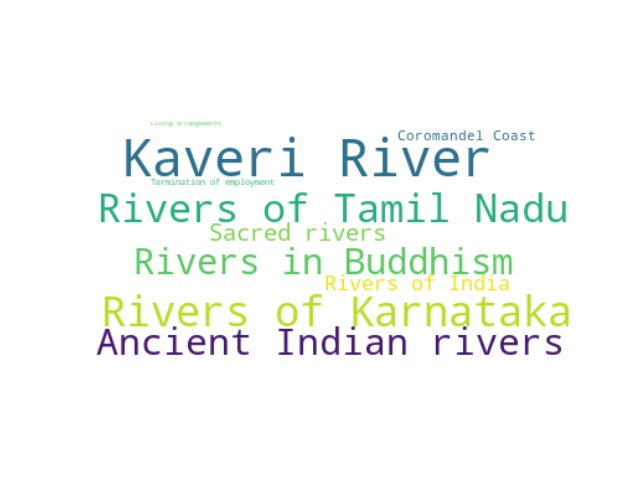 Living arrangements
Coromandel Coast
Kaveri River
Termination of employment
Rivers of Tamil Nadu
Sacred rivers
Rivers in Buddhism
Rivers of India
Rivers of Karnataka
Ancient Indian rivers